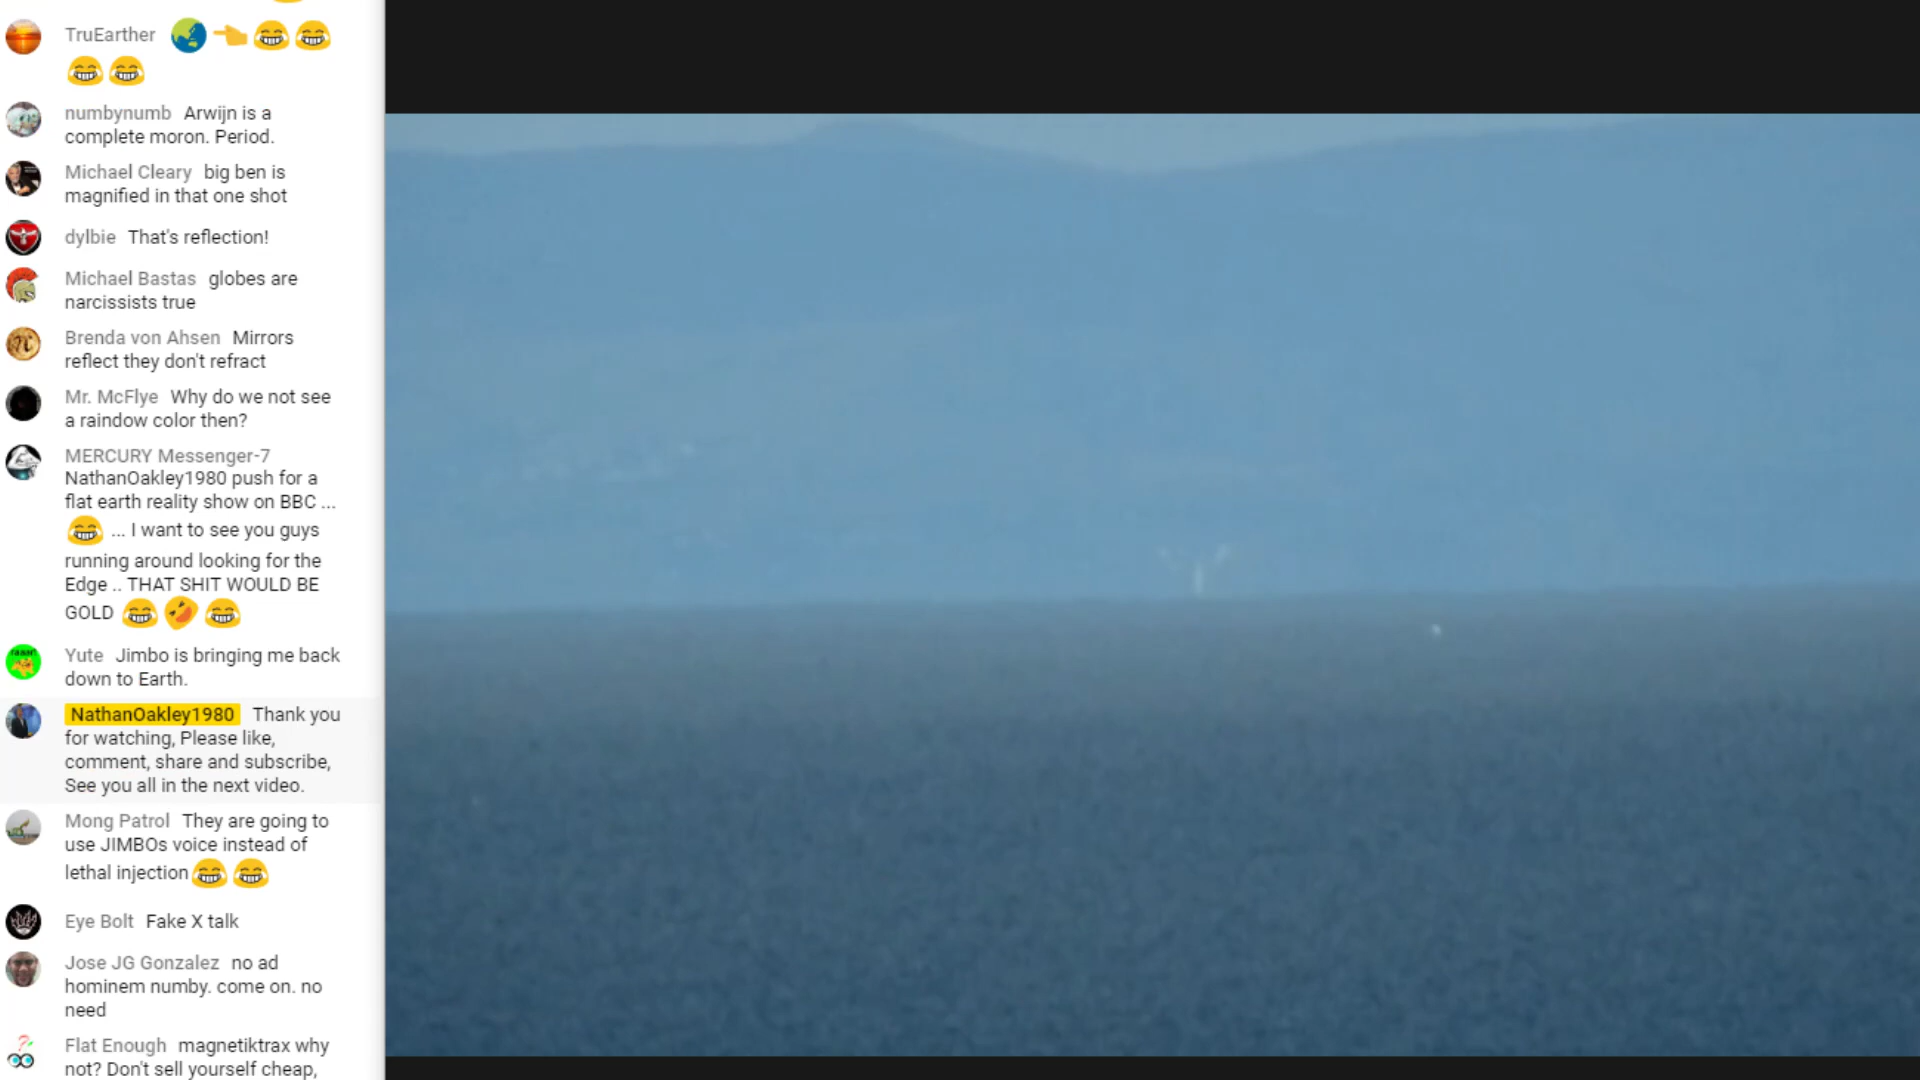 TruEarther
numbynumb Arwijn is a
complete moron. Period.
Michael Cleary big ben is
magnified in that one shot
dylbie That's reflection!
Michael Bastas globes are
narcissists true
Brenda von Ahsen Mirrors
reflect they don't refract
Mr. McFlye Why do we not see
a raindow color then?
MERCURY Messenger-7
NathanOakley1980 push for a
flat earth reality show on BBC ...
... I want to see you guys
running around looking for the
Edge .. THAT SHIT WOULD BE
GOLD
Yute Jimbo is bringing me back
down to Earth.
NathanOakley1980 Thank you
for watching, Please like,
comment, share and subscribe,
See you all in the next video.
Mong Patrol They are going to
use JIMBOs voice instead of
lethal injection
Eye Bolt Fake X talk
Jose JG Gonzalez no ad
hominem numby. come on. no
need
Flat Enough magnetiktrax why
not? Don't sell yourself cheap,